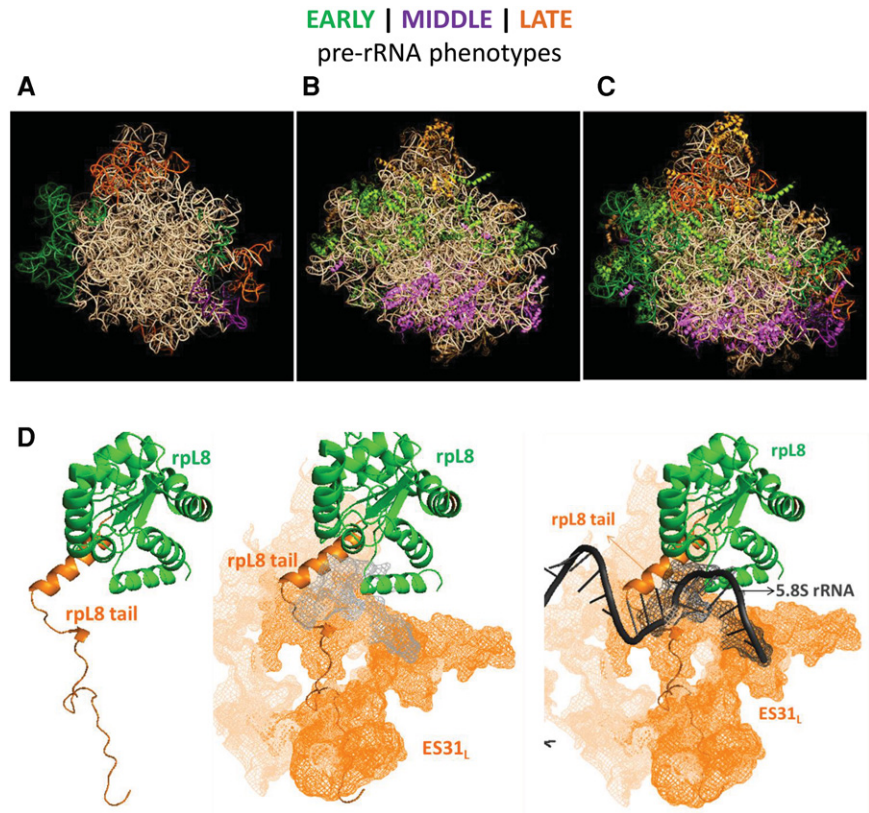 EARLY | MIDDLE | LATE
pre-rRNA phenotypes
A
B
C
D
rpL8
rpL8 tail
rpL8
rpL8 tail
ES31L
rpL8
rpL8 tail
5.8S rRNA
ES31L